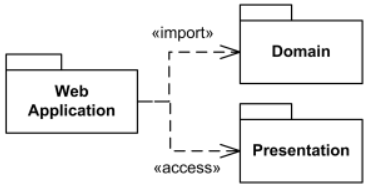 «import»
Domain
Web
Application
Presentation
«access»